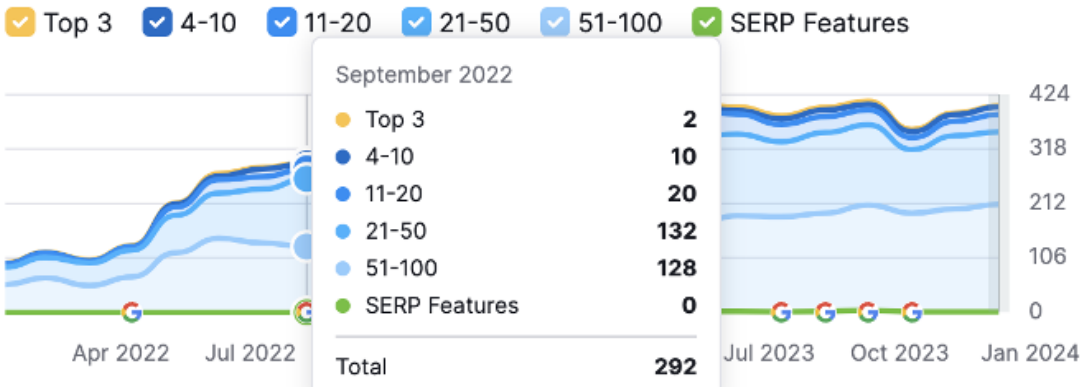 Top 3 4-10 11-20 21-50 51-100 SERP Features
September 2022
Top 3 2
4-10 10
11-20 20
21-50 132
51-100 128
SERP Features 0
Total 292
424
318
212
106
0
Apr 2022 Jul 2022 Jul 2023 Oct 2023 Jan 2024